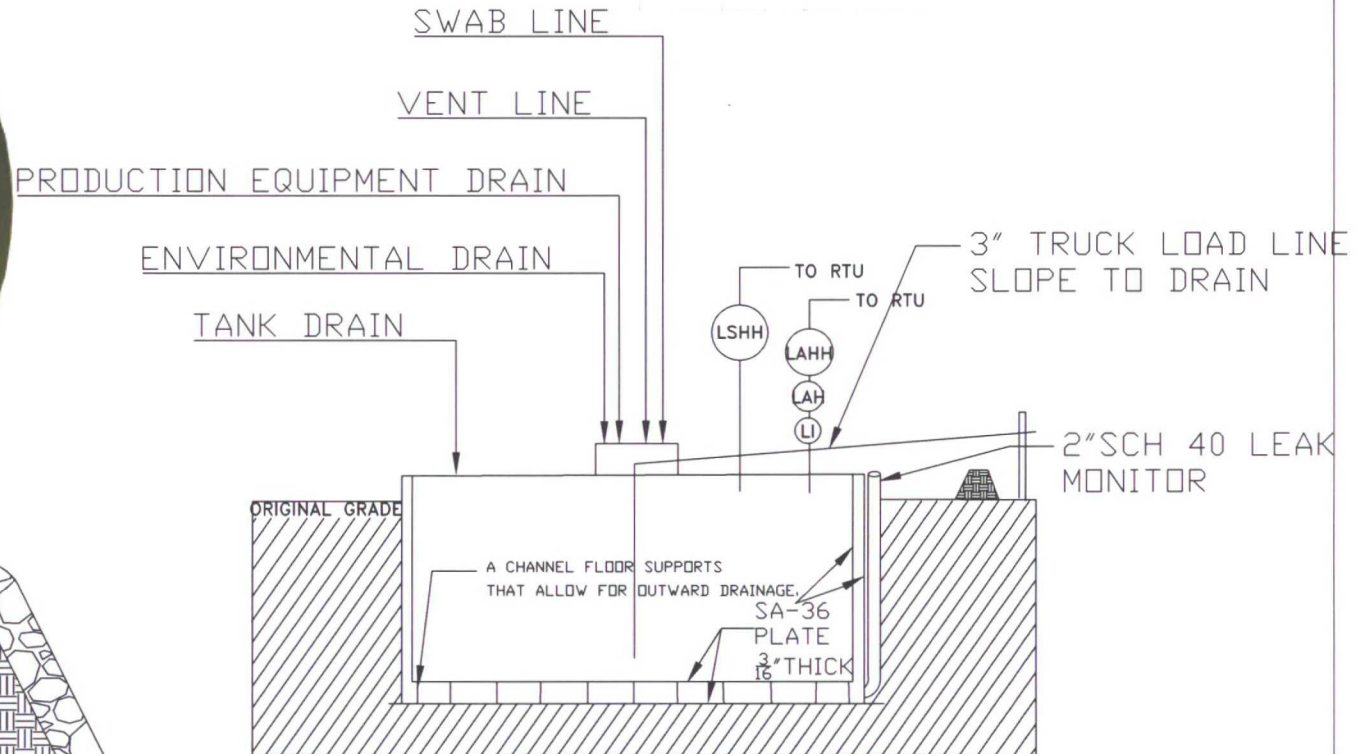 SWAB LINE
VENT LINE
PRODUCTION EQUIPMENT DRAIN
ENVIRONMENTAL DRAIN
TANK DRAIN
3" TRUCK LOAD LINE
SLOPE TO DRAIN
TO RTU
TO RTU
LSHH
LAHH
LAH
LI
2"SCH 40 LEAK
MONITOR
ORIGINAL GRADE
A CHANNEL FLOOR SUPPORTS
THAT ALLOW FOR OUTWARD DRAINAGE.
SA-36
PLATE
3/16"THICK